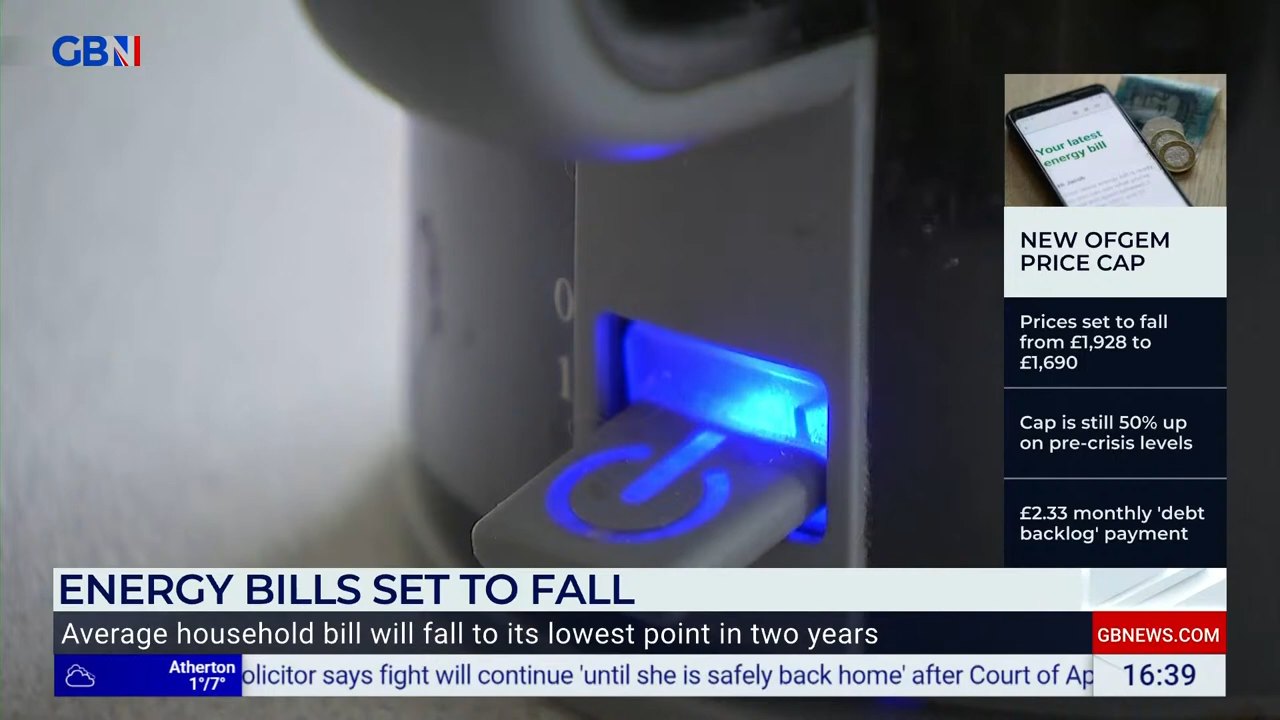 GBN
Your latest
energy bill
NEW OFGEM
PRICE CAP
Prices set to fall
from £1,928 to
£1,690
Cap is still 50% up
on pre-crisis levels
£2.33 monthly 'debt
backlog' payment
0
1
ENERGY BILLS SET TO FALL
Average household bill will fall to its lowest point in two years
GBNEWS.COM
Atherton
1°/7°
olicitor says fight will continue 'until she is safely back home' after Court of Ap
16:39